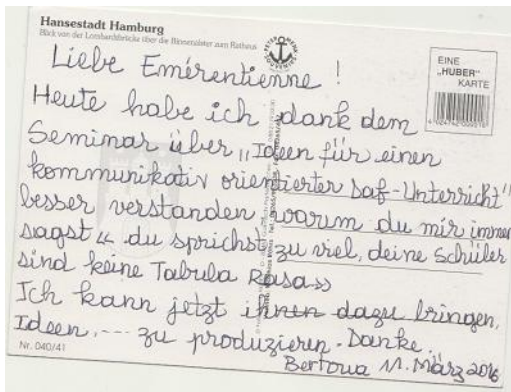 Hansestadt Hamburg
Blick von der Lombardsbrücke über die Binnenalster zum Rathaus
EINE
„HUBER"
KARTE
Liebe Emérentienne !
Heute habe ich dank dem
Seminar über „Ideen für einen
kommunikativ orientierter Daf-Unterricht"
besser verstanden, warum du mir immer
sagst « du sprichst zu viel, deine Schüler
sind keine Tabula Rasa »
Ich kann jetzt ihnen dazu bringen,
Ideen .--- zu produzieren. Danke.
Bertoua 11. März 2016
Nr. 040/41